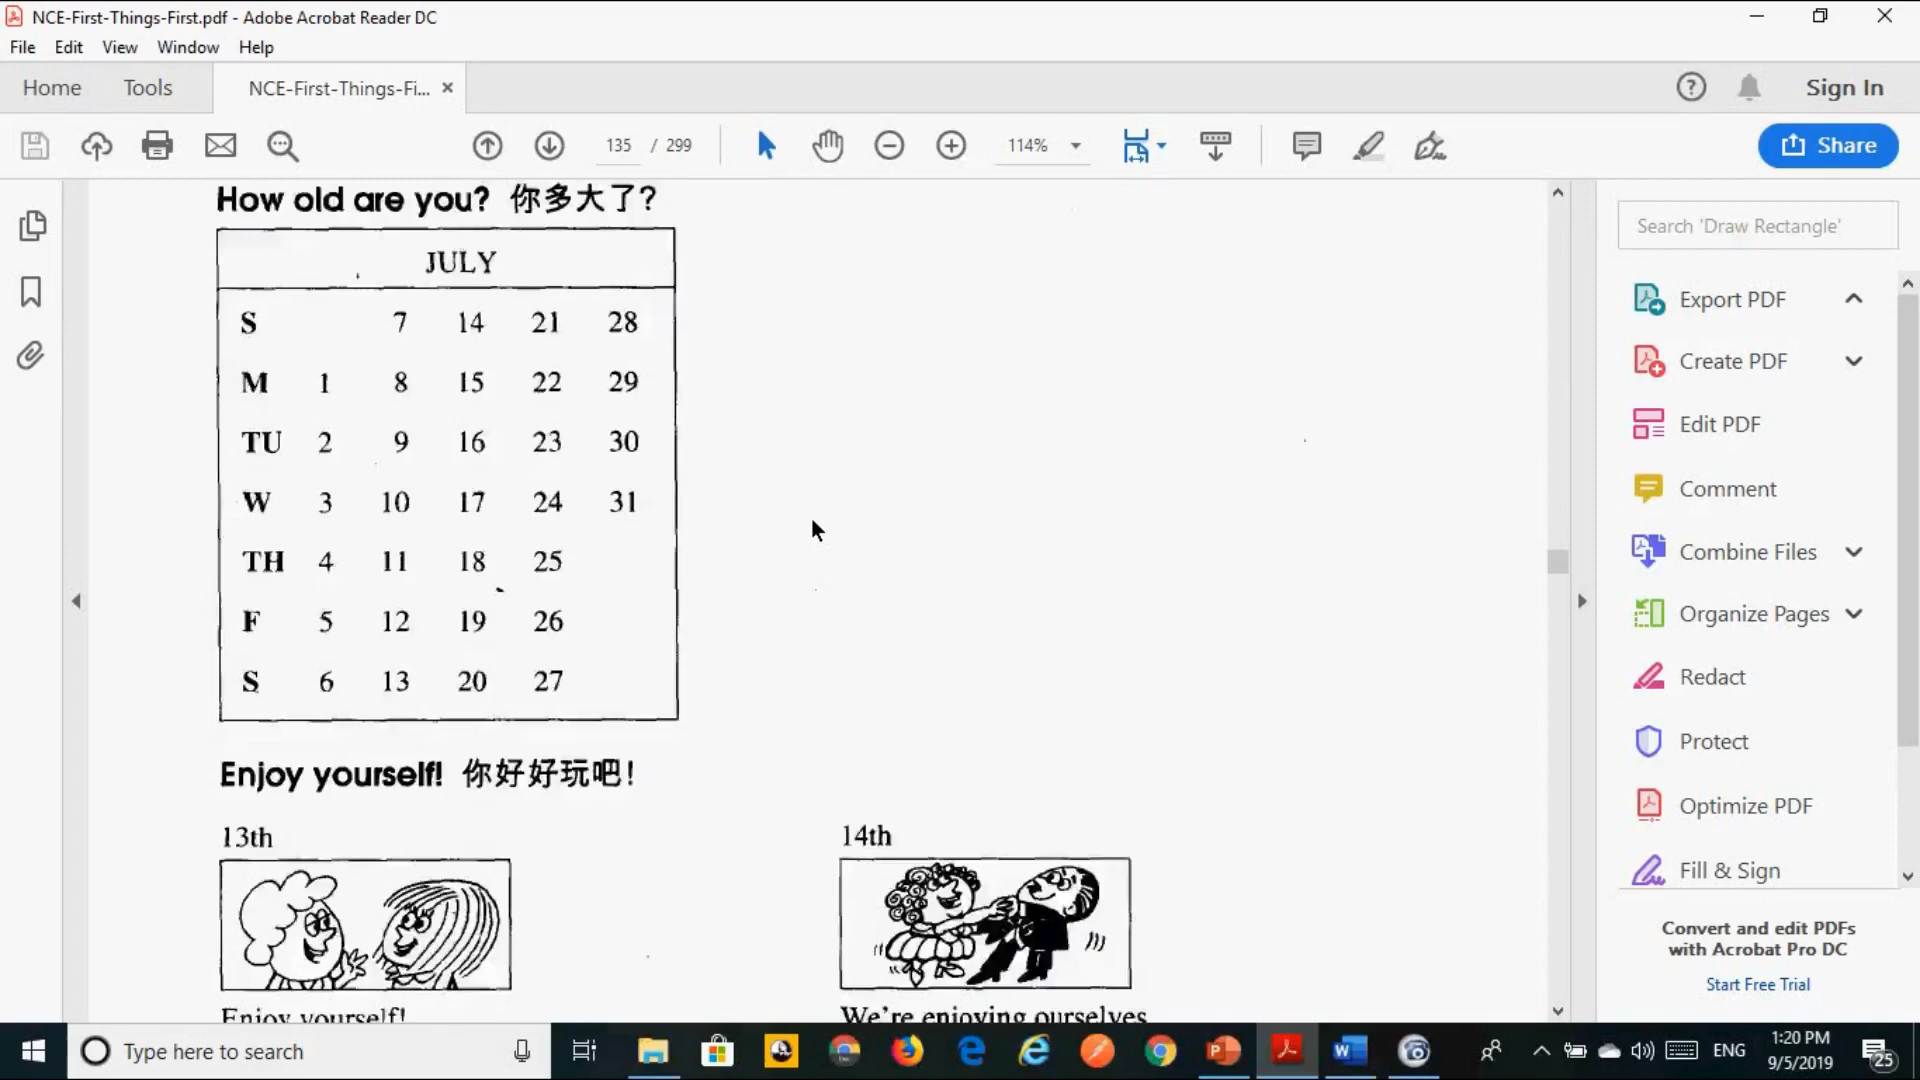 NCE-First-Things-First.pdf - Adobe Acrobat Reader DC
File Edit View Window Help
Home Tools NCE-First-Things-Fi... Sign In
135 / 299 114% Share
How old are you? 你多大了?
JULY
S 7 14 21 28
M 1 8 15 22 29
TU 2 9 16 23 30
W 3 10 17 24 31
TH 4 11 18 25
F 5 12 19 26
S 6 13 20 27
Enjoy yourself! 你好好玩吧!
13th 14th
Enjoy yourself! We're enjoying ourselves
Search 'Draw Rectangle'
Export PDF
Create PDF
Edit PDF
Comment
Combine Files
Organize Pages
Redact
Protect
Optimize PDF
Fill & Sign
Convert and edit PDFs
with Acrobat Pro DC
Start Free Trial
Type here to search
ENG
1:20 PM
9/5/2019
25